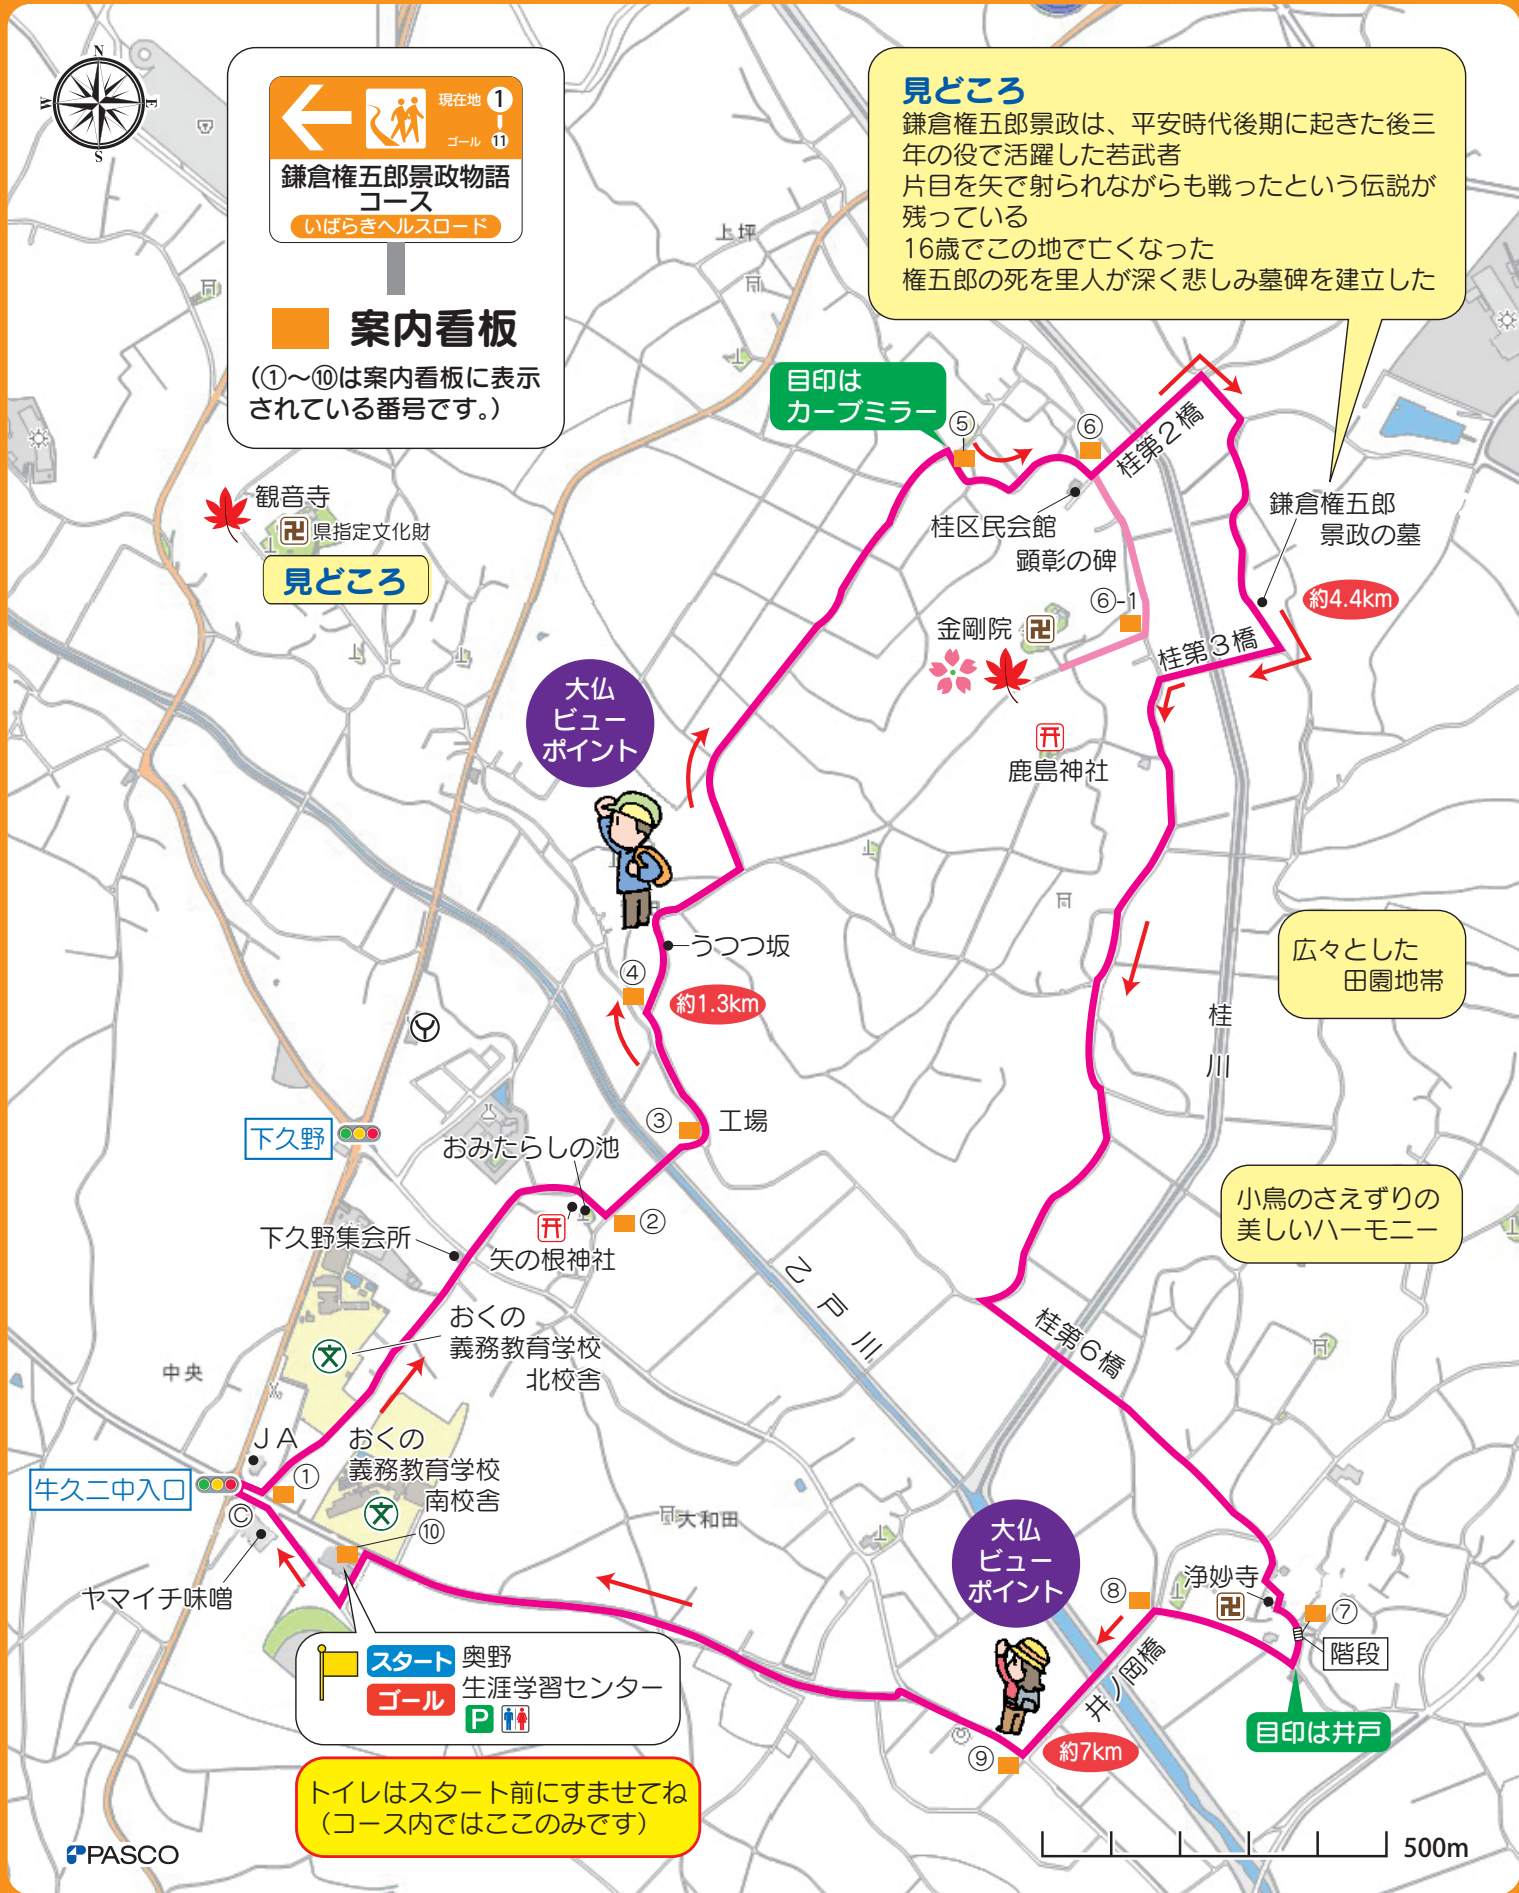 N
W
E
S
現在地 1
ゴール 11
鎌倉権五郎景政物語
コース
いばらきヘルスロード
案内看板
(①〜⑩は案内看板に表示
されている番号です。)
見どころ
鎌倉権五郎景政は、平安時代後期に起きた後三
年の役で活躍した若武者
片目を矢で射られながらも戦ったという伝説が
残っている
16歳でこの地で亡くなった
権五郎の死を里人が深く悲しみ墓碑を建立した
上坪
目印は
カーブミラー
⑤
⑥
桂第2橋
観音寺
県指定文化財
見どころ
桂区民会館
鎌倉権五郎
景政の墓
顕彰の碑
⑥-1
約4.4km
金剛院
桂第3橋
大仏
ビュー
ポイント
鹿島神社
うつつ坂
④
約1.3km
広々とした
田園地帯
桂川
③
工場
下久野
おみたらしの池
②
下久野集会所
矢の根神社
小鳥のさえずりの
美しいハーモニー
乙戸川
おくの
義務教育学校
北校舎
桂第6橋
中央
JA
おくの
義務教育学校
南校舎
①
牛久二中入口
©
⑩
大和田
ヤマイチ味噌
大仏
ビュー
ポイント
⑧
浄妙寺
⑦
階段
井ノ岡橋
目印は井戸
⑨
約7km
スタート
ゴール
奥野
生涯学習センター
P
トイレはスタート前にすませてね
（コース内ではここのみです）
PASCO
500m